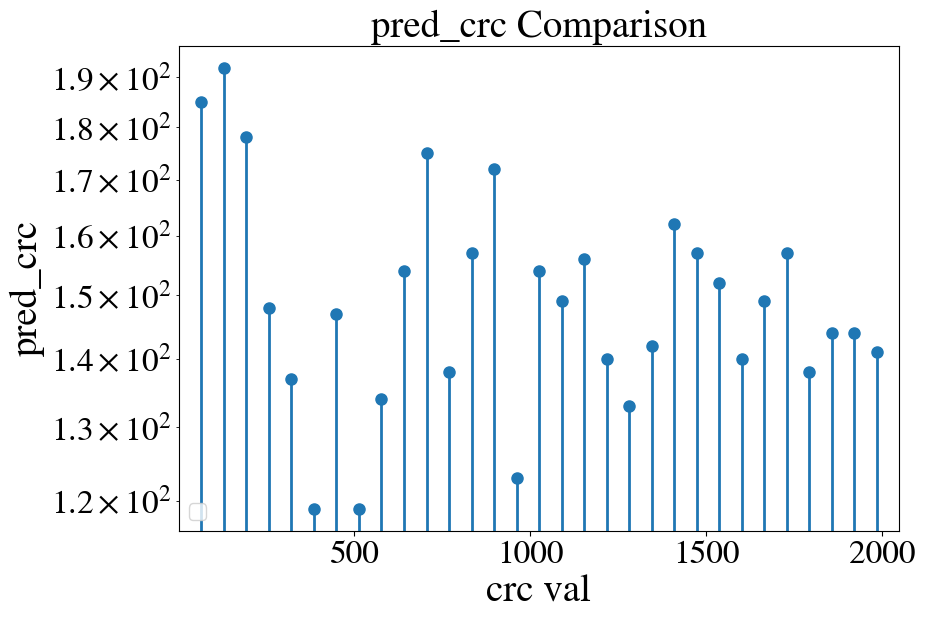 pred_crc Comparison
1.9 × 10²
1.8 × 10²
1.7 × 10²
1.6 × 10²
1.5 × 10²
1.4 × 10²
1.3 × 10²
1.2 × 10²
pred_crc
500
1000
1500
2000
crc val